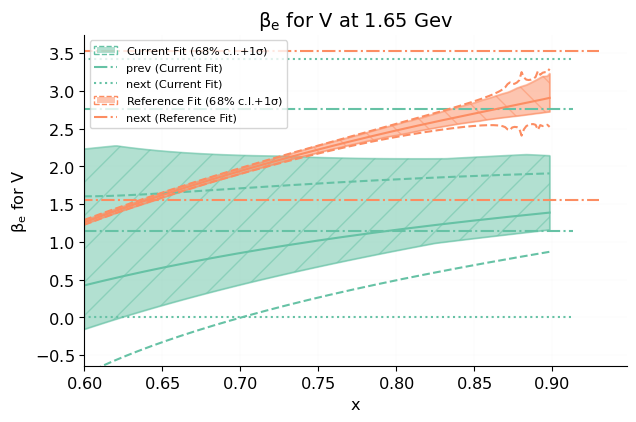 βₑ for V at 1.65 Gev
Current Fit (68% c.l.+1σ)
prev (Current Fit)
next (Current Fit)
Reference Fit (68% c.l.+1σ)
next (Reference Fit)
βₑ for V
3.5
3.0
2.5
2.0
1.5
1.0
0.5
0.0
−0.5
0.60 0.65 0.70 0.75 0.80 0.85 0.90
x